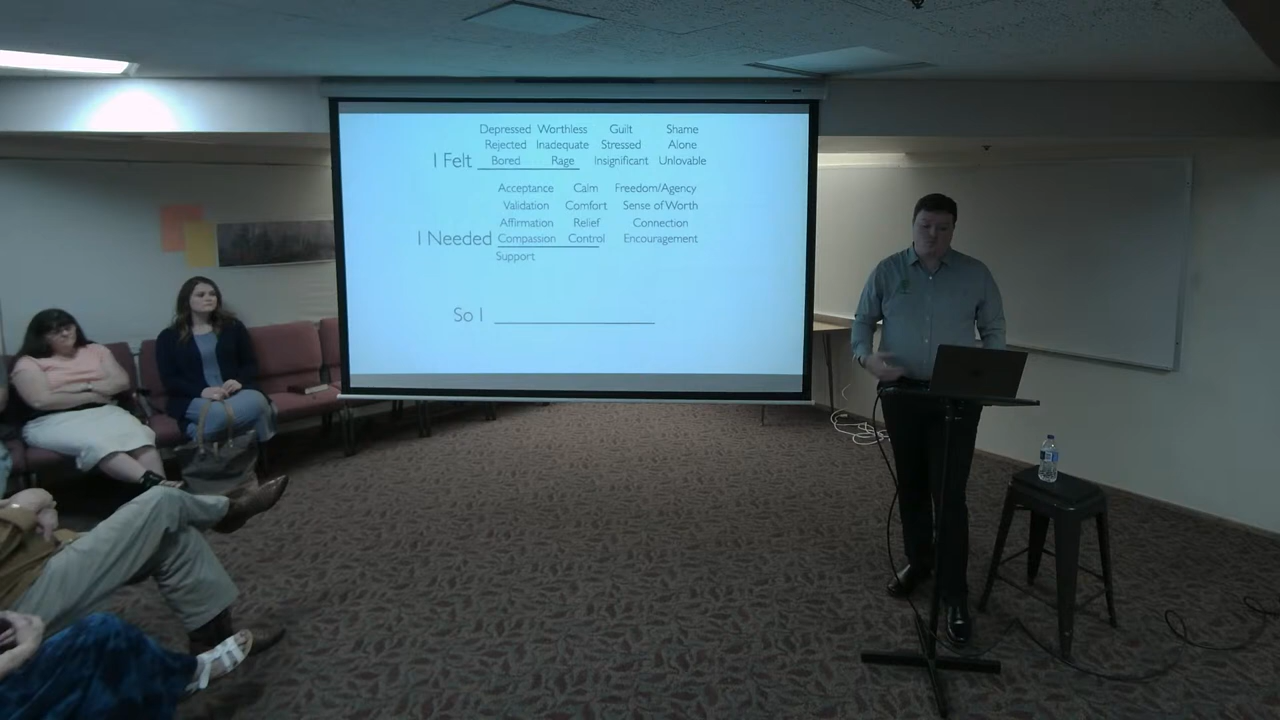 Depressed Worthless Guilt Shame
Rejected Inadequate Stressed Alone
I Felt Bored Rage Insignificant Unlovable
Acceptance Calm Freedom/Agency
Validation Comfort Sense of Worth
Affirmation Relief Connection
I Needed Compassion Control Encouragement
Support
So I